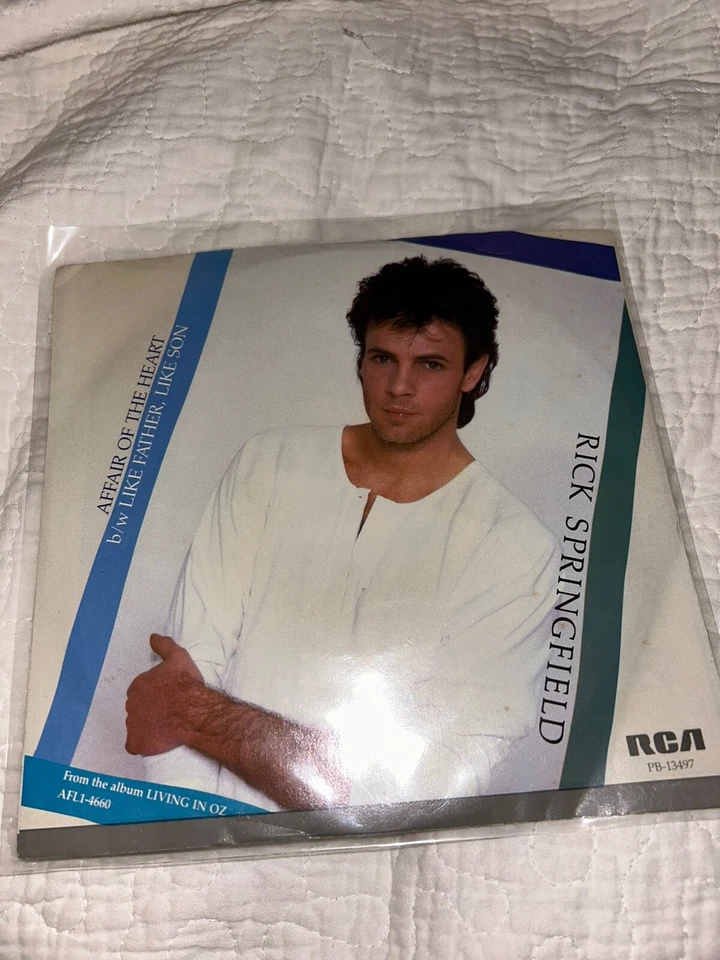 AFFAIR OF THE HEART
b/w LIKE FATHER, LIKE SON
RICK SPRINGFIELD
RCA
PB-13497
From the album LIVING IN OZ
AFL1-4660